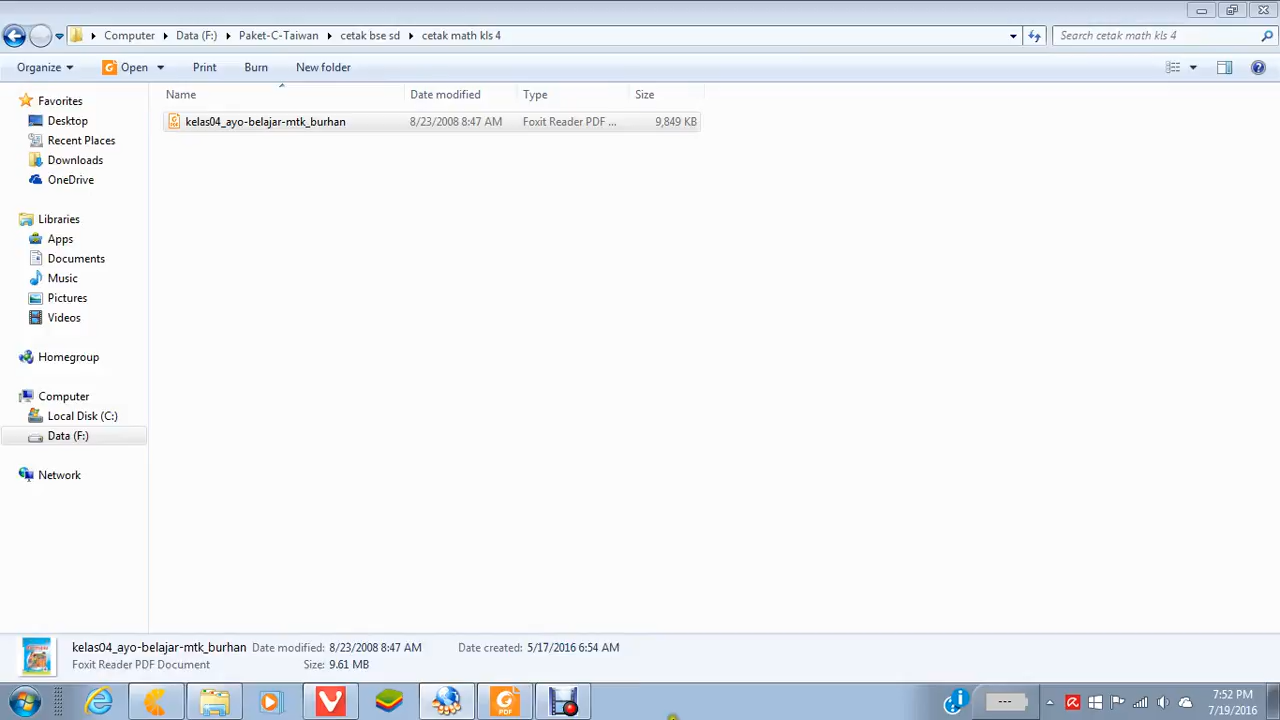 Computer Data (F:) Paket-C-Taiwan cetak bse sd cetak math kls 4 Search cetak math kls 4
Organize Open Print Burn New folder
Name Date modified Type Size
kelas04_ayo-belajar-mtk_burhan 8/23/2008 8:47 AM Foxit Reader PDF ... 9,849 KB
Favorites
Desktop
Recent Places
Downloads
OneDrive
Libraries
Apps
Documents
Music
Pictures
Videos
Homegroup
Computer
Local Disk (C:)
Data (F:)
Network
kelas04_ayo-belajar-mtk_burhan Date modified: 8/23/2008 8:47 AM Date created: 5/17/2016 6:54 AM
Foxit Reader PDF Document Size: 9.61 MB
PDF
7:52 PM
7/19/2016